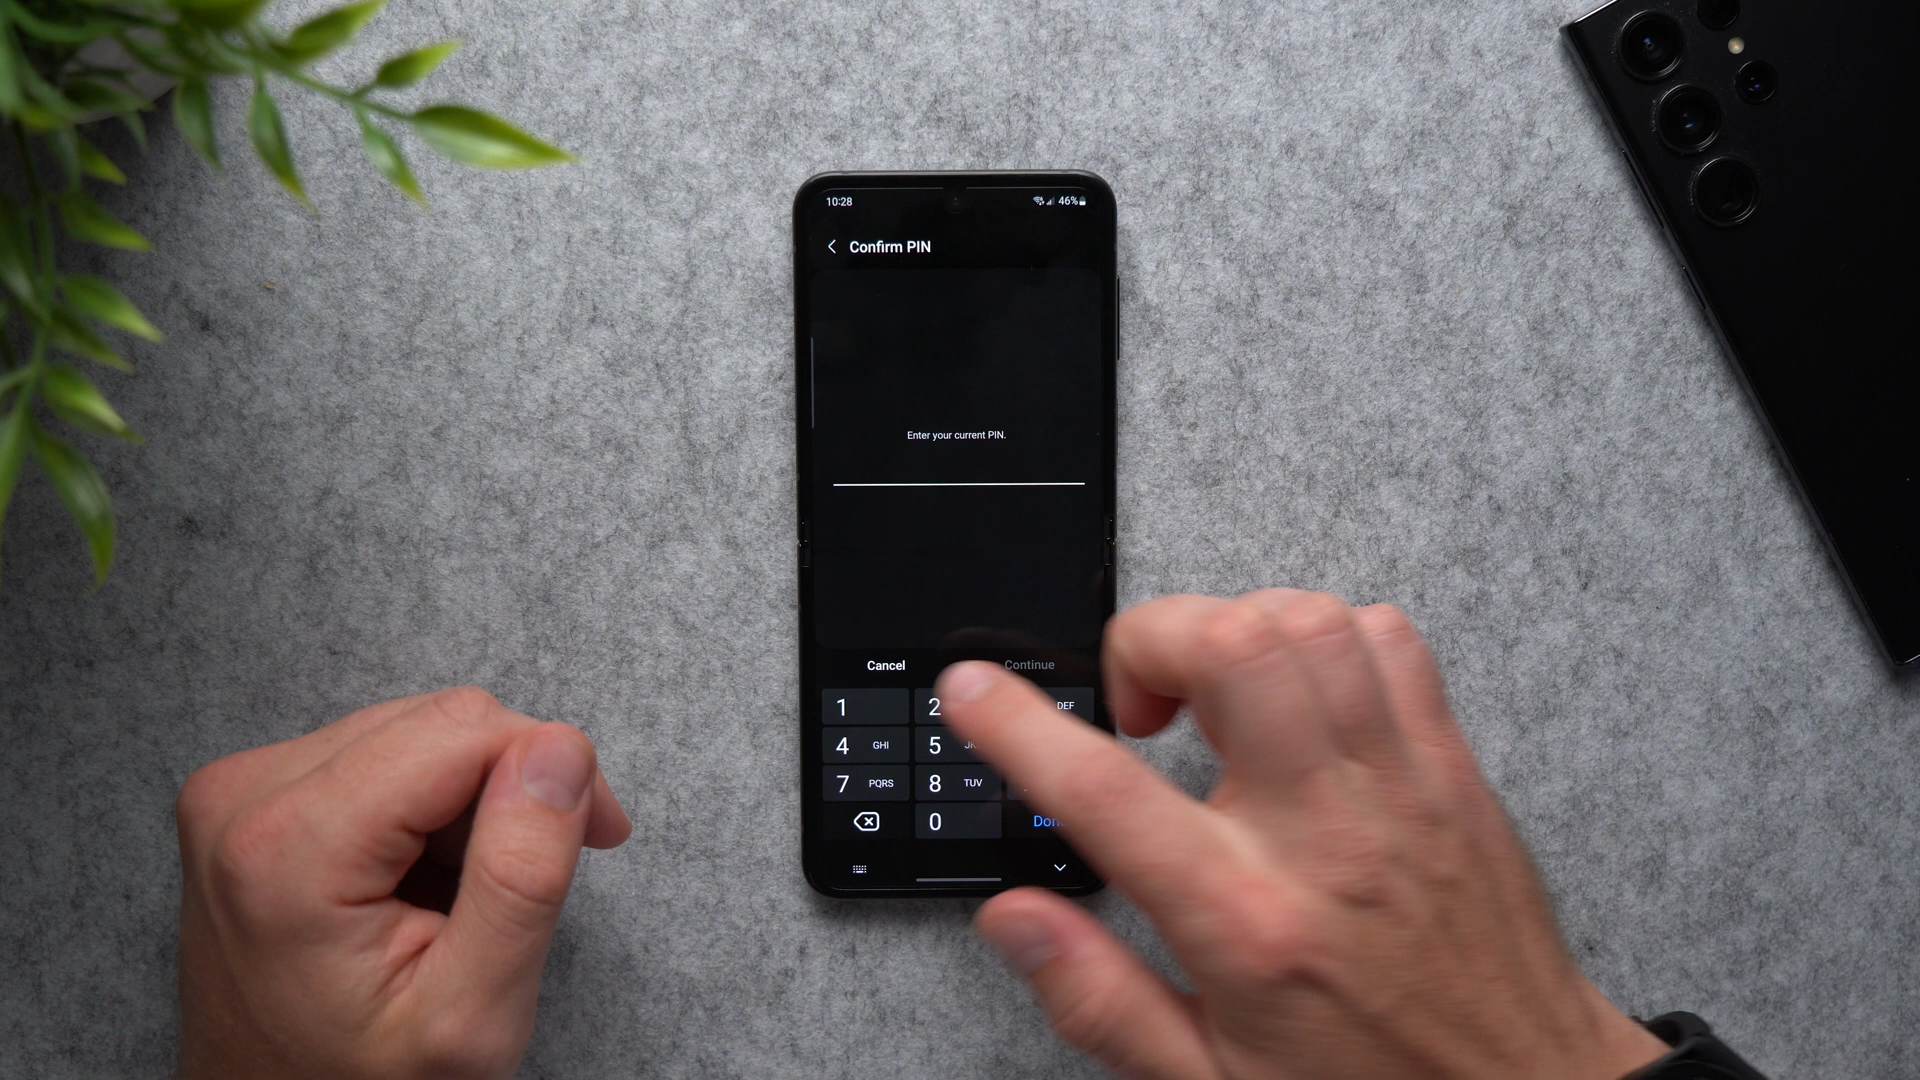 10:28 46%
Confirm PIN
Enter your current PIN.
Cancel Continue
1 2 DEF
4 GHI 5
7 PQRS 8 TUV
0